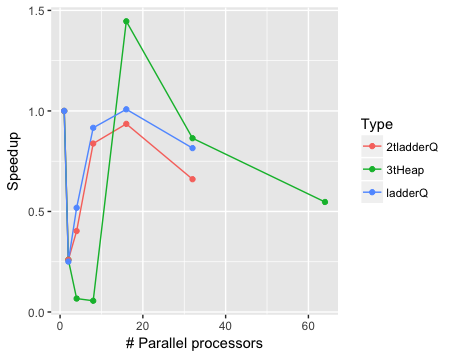 1.5
1.0
0.5
0.0
Speedup
0
20
40
60
# Parallel processors
Type
2tladderQ
3tHeap
ladderQ